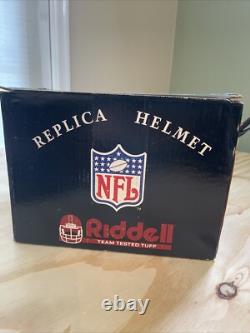 REPLICA HELMET
NFL
Riddell
TEAM TESTED TUFF
ebay